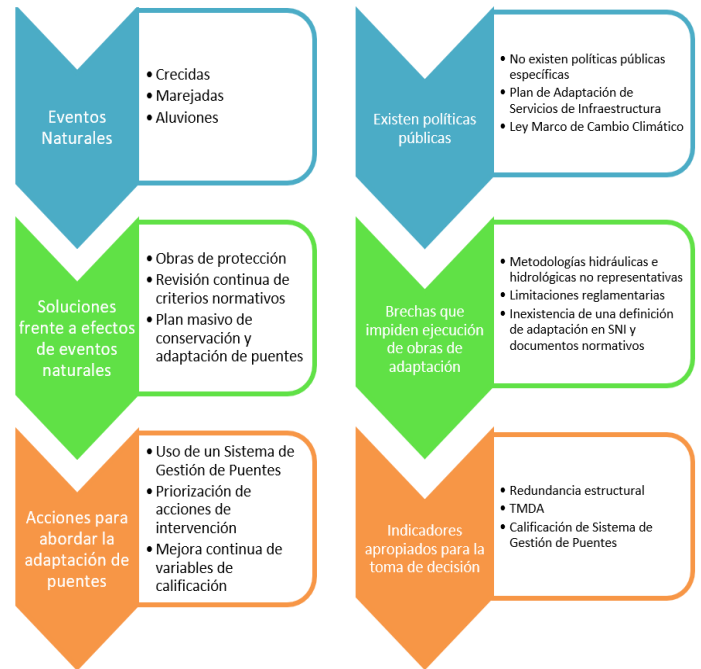 Eventos
Naturales
• Crecidas
• Marejadas
• Aluviones
Soluciones
frente a efectos
de eventos
naturales
• Obras de protección
• Revisión continua de
criterios normativos
• Plan masivo de
conservación y
adaptación de puentes
Acciones para
abordar la
adaptación de
puentes
• Uso de un Sistema de
Gestión de Puentes
• Priorización de
acciones de
intervención
• Mejora continua de
variables de
calificación
Existen políticas
públicas
• No existen políticas públicas
específicas
• Plan de Adaptación de
Servicios de Infraestructura
• Ley Marco de Cambio Climático
Brechas que
impiden ejecución
de obras de
adaptación
• Metodologías hidráulicas e
hidrológicas no representativas
• Limitaciones reglamentarias
• Inexistencia de una definición
de adaptación en SNI y
documentos normativos
Indicadores
apropiados para la
toma de decisión
• Redundancia estructural
• TMDA
• Calificación de Sistema de
Gestión de Puentes